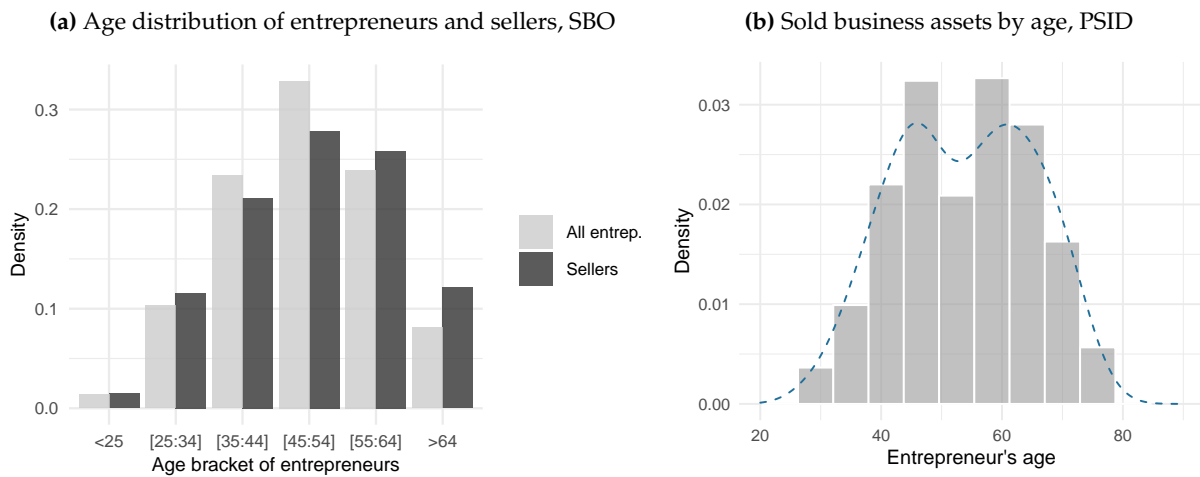 (a) Age distribution of entrepreneurs and sellers, SBO
0.3
0.2
0.1
0.0
Density
<25 [25:34] [35:44] [45:54] [55:64] >64
Age bracket of entrepreneurs
All entrep.
Sellers
(b) Sold business assets by age, PSID
0.03
0.02
0.01
0.00
Density
20 40 60 80
Entrepreneur's age